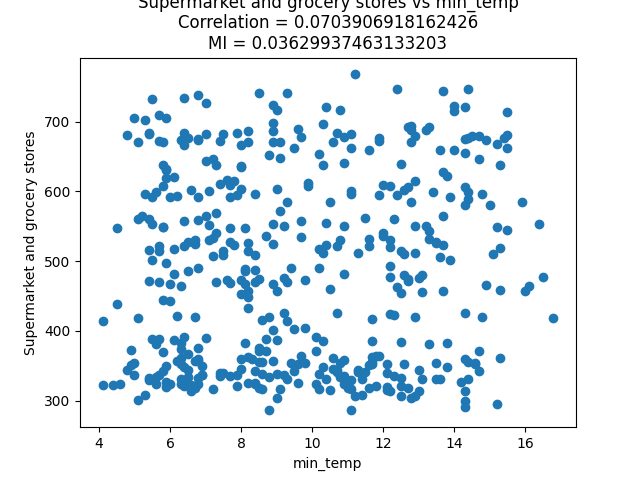 Supermarket and grocery stores vs min_temp
Correlation = 0.0703906918162426
MI = 0.03629937463133203
Supermarket and grocery stores
700
600
500
400
300
4 6 8 10 12 14 16
min_temp